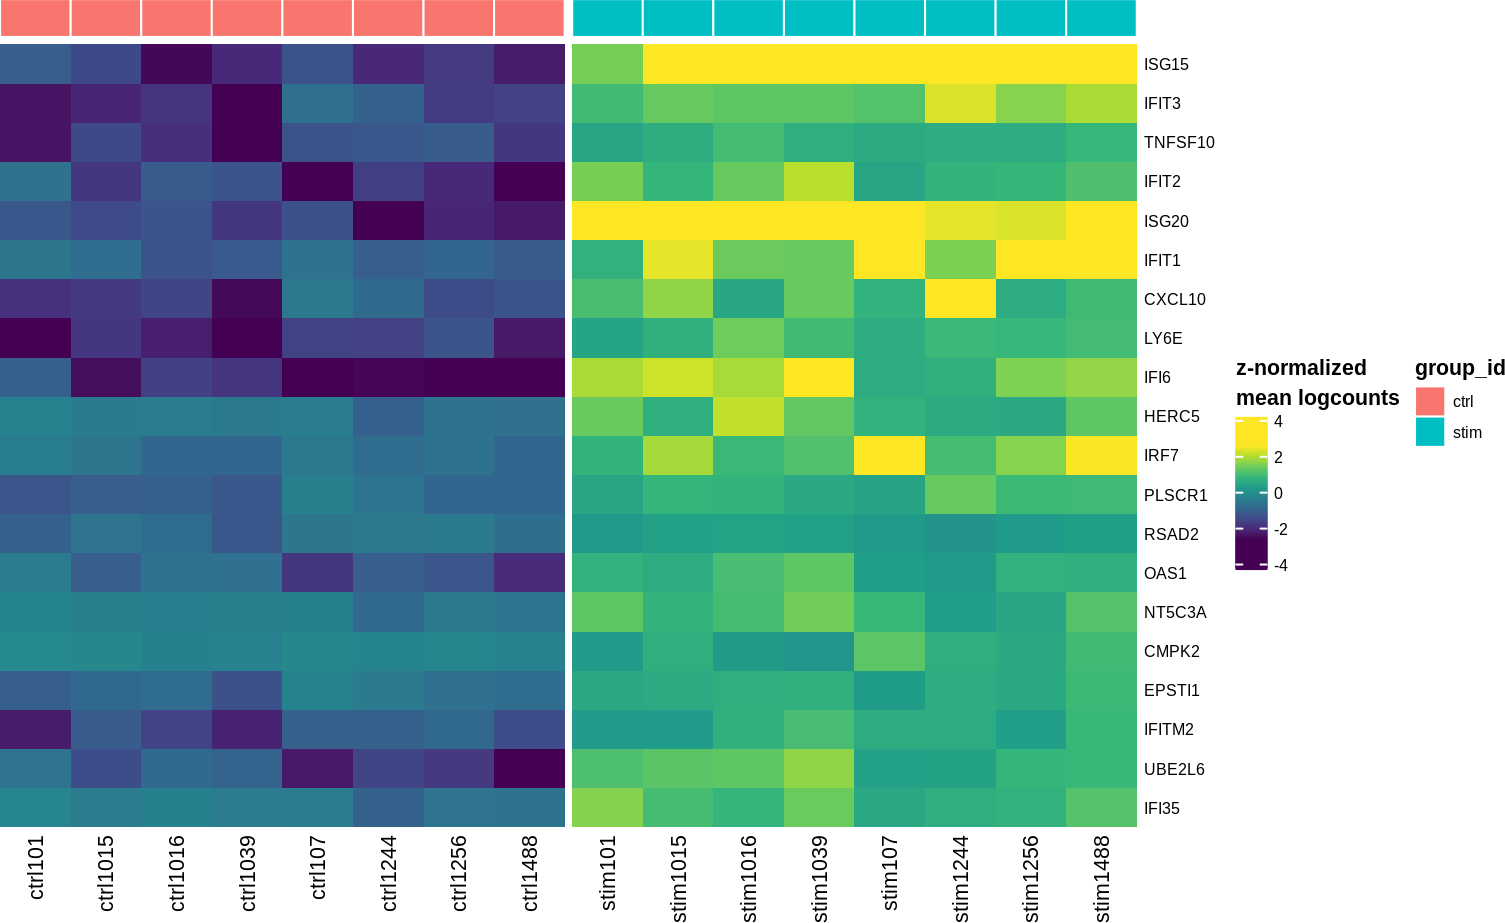 ISG15
IFIT3
TNFSF10
IFIT2
ISG20
IFIT1
CXCL10
LY6E
IFI6
HERC5
IRF7
PLSCR1
RSAD2
OAS1
NT5C3A
CMPK2
EPSTI1
IFITM2
UBE2L6
IFI35
ctrl101 ctrl1015 ctrl1016 ctrl1039 ctrl107 ctrl1244 ctrl1256 ctrl1488 stim101 stim1015 stim1016 stim1039 stim107 stim1244 stim1256 stim1488
z-normalized
mean logcounts
4
2
0
-2
-4
group_id
ctrl
stim